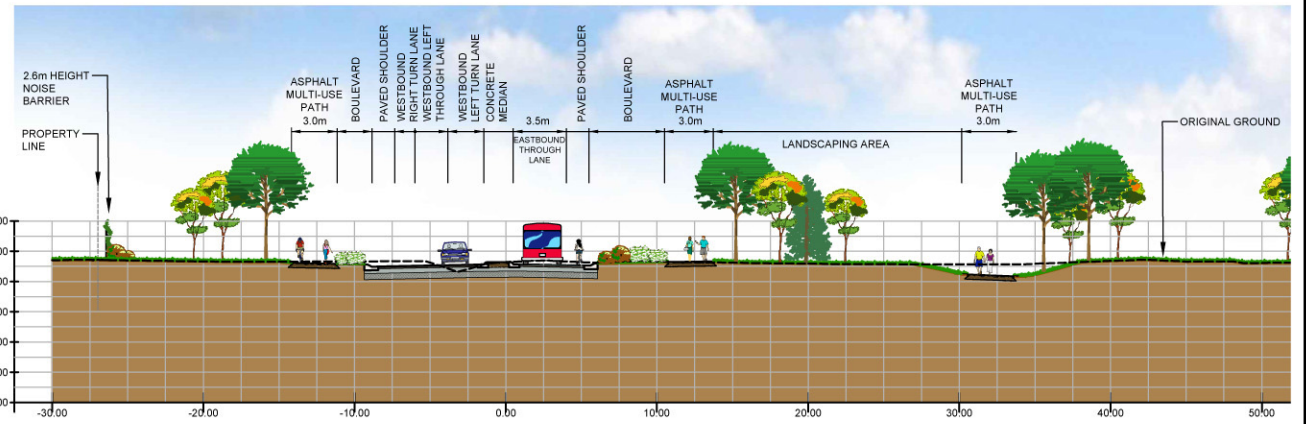 2.6m HEIGHT
NOISE
BARRIER
PROPERTY
LINE
ASPHALT
MULTI-USE
PATH
3.0m
BOULEVARD
PAVED SHOULDER
WESTBOUND
RIGHT TURN LANE
WESTBOUND LEFT
THROUGH LANE
WESTBOUND
LEFT TURN LANE
CONCRETE
MEDIAN
3.5m
EASTBOUND
THROUGH
LANE
PAVED SHOULDER
BOULEVARD
ASPHALT
MULTI-USE
PATH
3.0m
LANDSCAPING AREA
ASPHALT
MULTI-USE
PATH
3.0m
ORIGINAL GROUND
-30.00
-20.00
-10.00
0.00
10.00
20.00
30.00
40.00
50.00